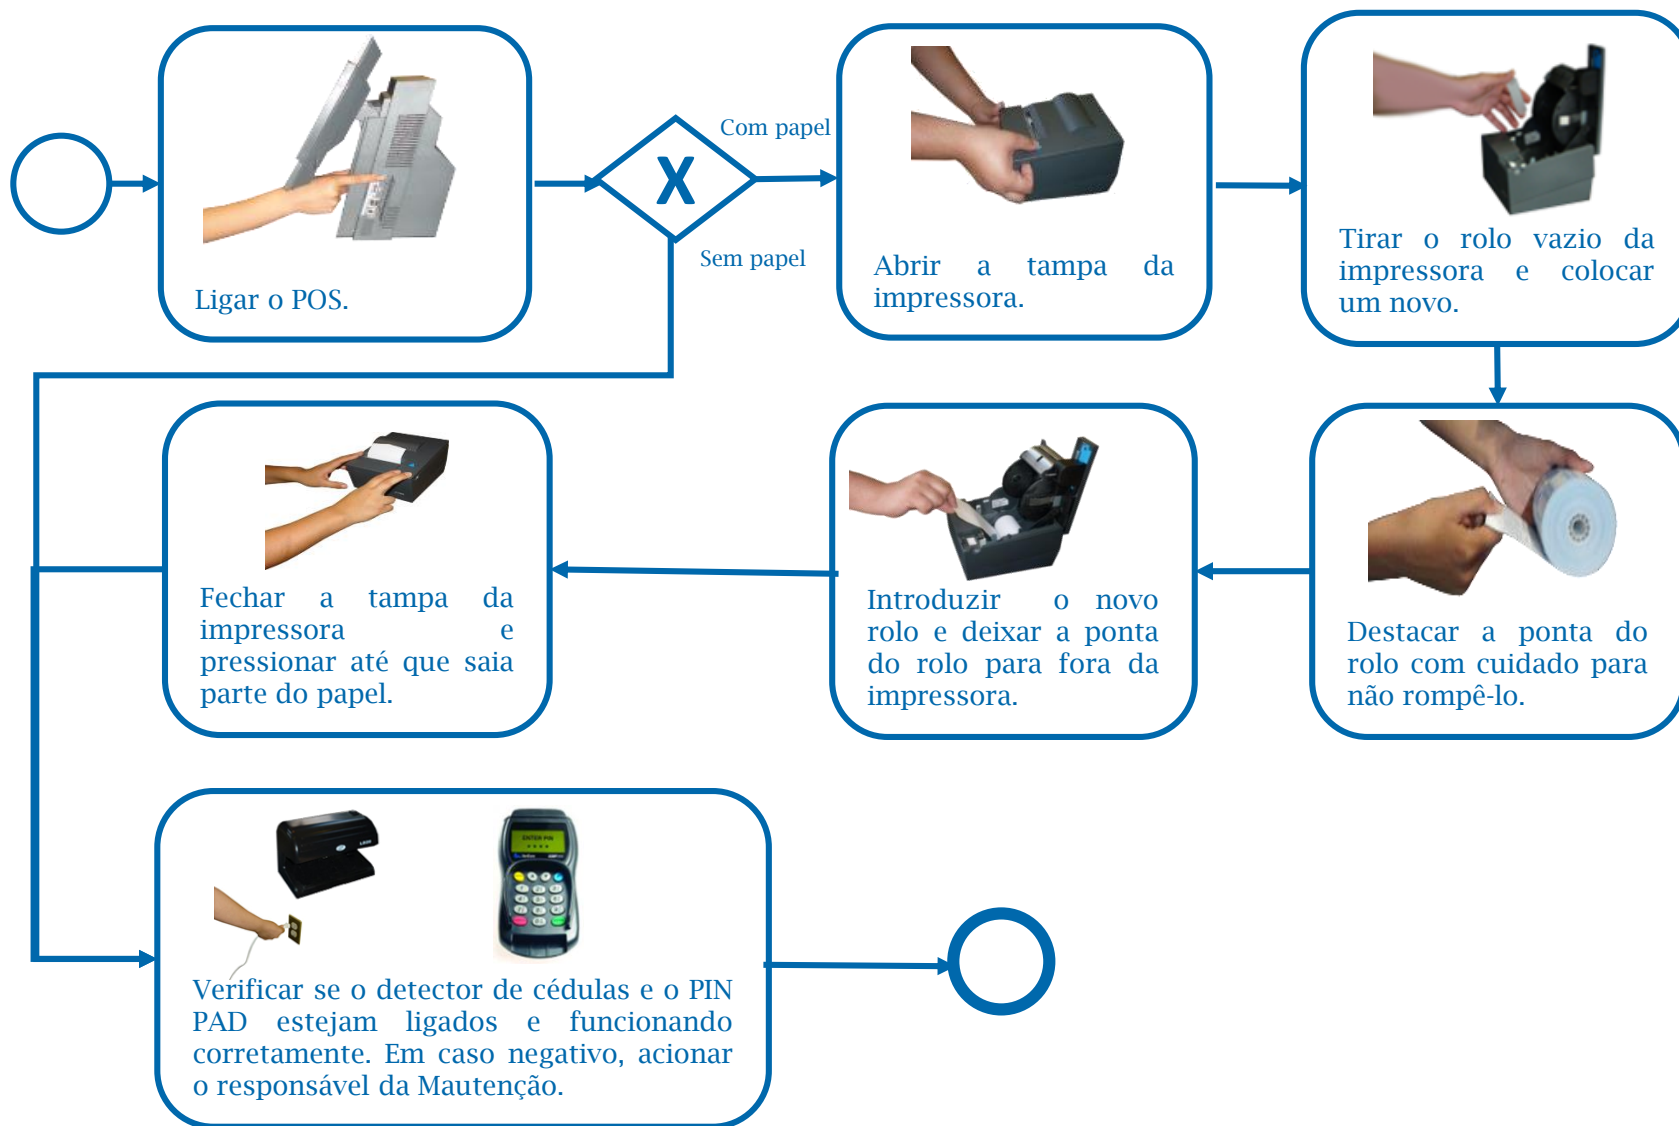 Ligar o POS.
X
Com papel
Sem papel
Abrir a tampa da
impressora.
Tirar o rolo vazio da
impressora e colocar
um novo.
Destacar a ponta do
rolo com cuidado para
não rompê-lo.
Introduzir o novo
rolo e deixar a ponta
do rolo para fora da
impressora.
Fechar a tampa da
impressora e
pressionar até que saia
parte do papel.
ENTER PIN
Verificar se o detector de cédulas e o PIN
PAD estejam ligados e funcionando
corretamente. Em caso negativo, acionar
o responsável da Mautenção.